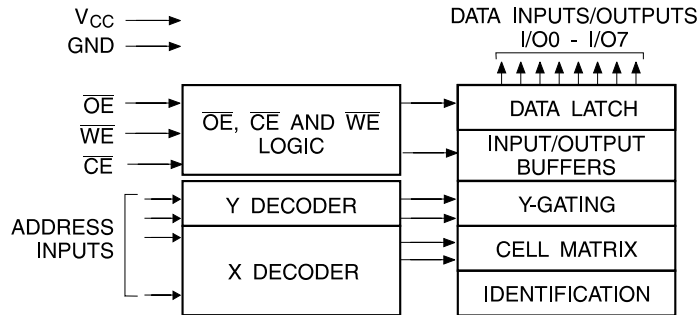 VCC
GND
OE
WE
CE
ADDRESS
INPUTS
OE, CE AND WE
LOGIC
Y DECODER
X DECODER
DATA INPUTS/OUTPUTS
I/O0 - I/O7
DATA LATCH
INPUT/OUTPUT
BUFFERS
Y-GATING
CELL MATRIX
IDENTIFICATION